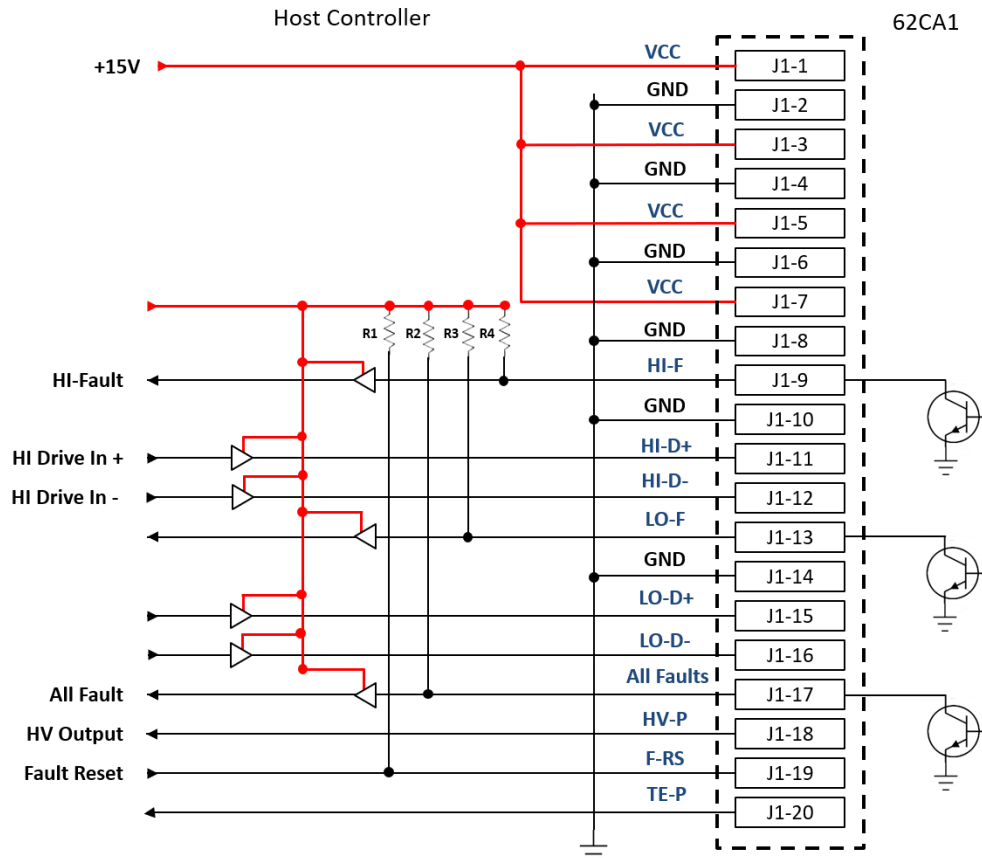 Host Controller
62CA1
+15V
VCC
J1-1
GND
J1-2
VCC
J1-3
GND
J1-4
VCC
J1-5
GND
J1-6
VCC
J1-7
R1
R2
R3
R4
GND
J1-8
HI-Fault
HI-F
J1-9
GND
J1-10
HI Drive In +
HI-D+
J1-11
HI Drive In -
HI-D-
J1-12
LO-F
J1-13
GND
J1-14
LO-D+
J1-15
LO-D-
J1-16
All Fault
All Faults
J1-17
HV Output
HV-P
J1-18
Fault Reset
F-RS
J1-19
TE-P
J1-20